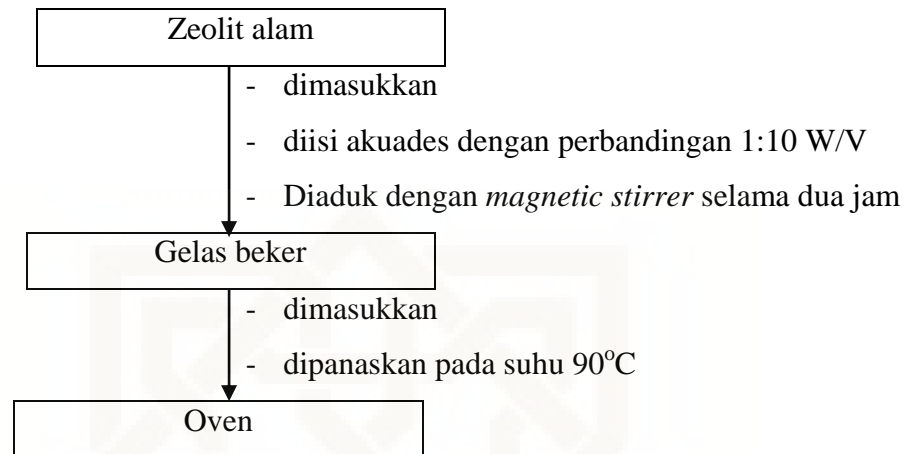 Zeolit alam
- dimasukkan
- diisi akuades dengan perbandingan 1:10 W/V
- Diaduk dengan magnetic stirrer selama dua jam
Gelas beker
- dimasukkan
- dipanaskan pada suhu 90°C
Oven